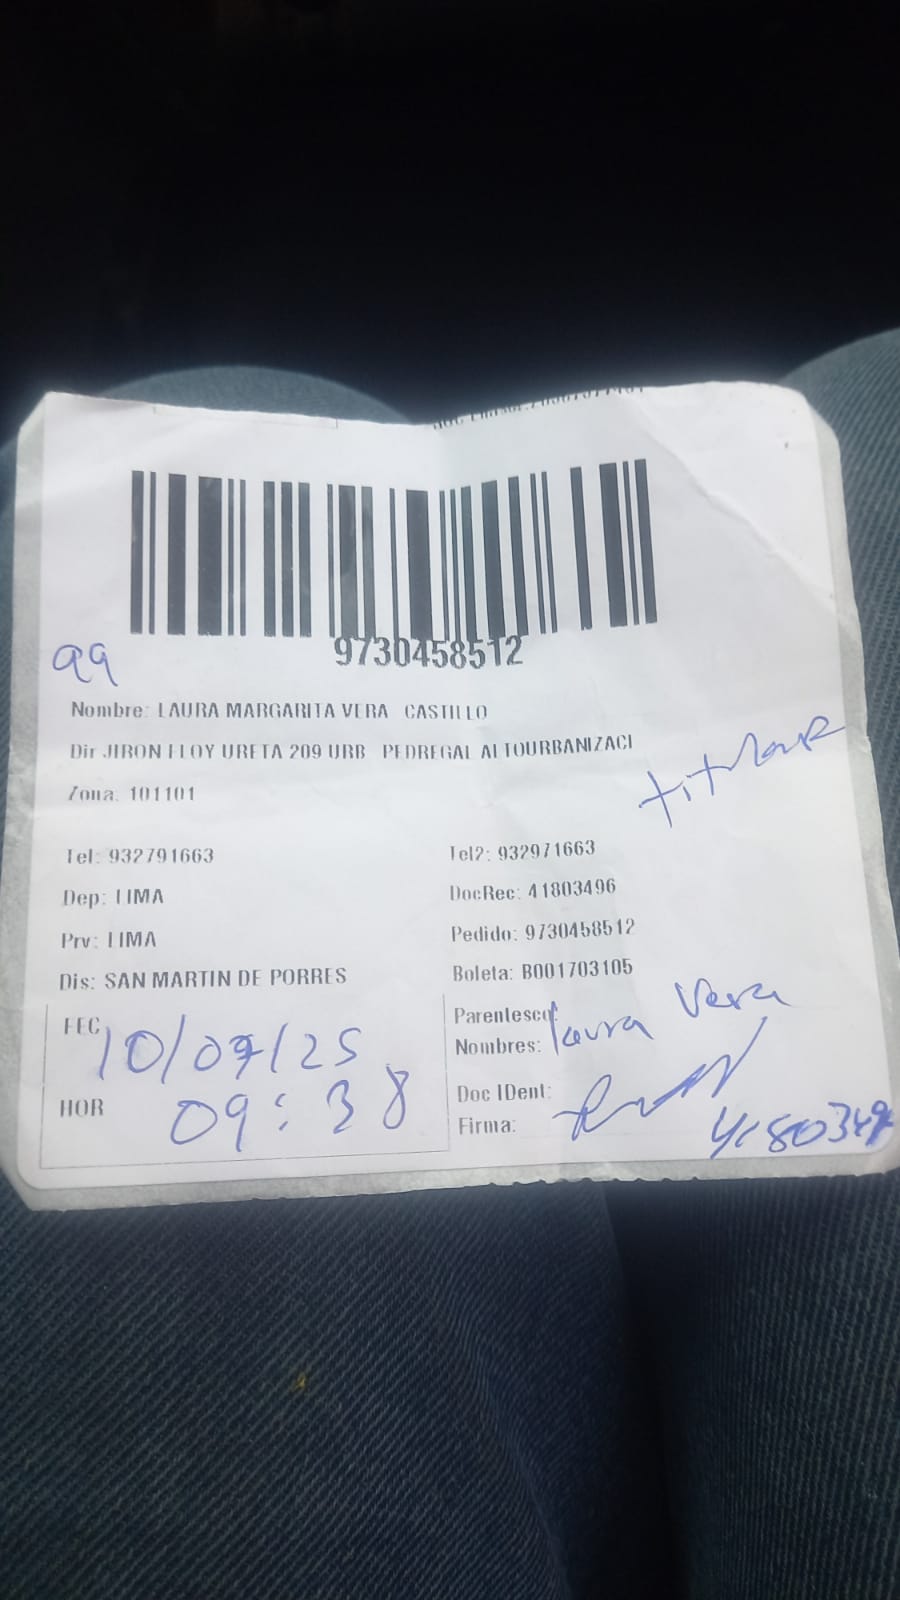 9730458512
99
Nombre: LAURA MARGARITA VERA CASTILLO
Dir JIRON ELOY URETA 209 URB PEDREGAL ALTOURBANIZACI
titular
Zona: 101101
Tel: 932791663 Tel2: 932971663
Dep: LIMA DocRec: 41803496
Prv: LIMA Pedido: 9730458512
Dis: SAN MARTIN DE PORRES Boleta: B001703105
FEC 10/07/25 Parentesco:
Nombres: Laura Vera
HOR 09:38 Doc IDent:
Firma: 4180349